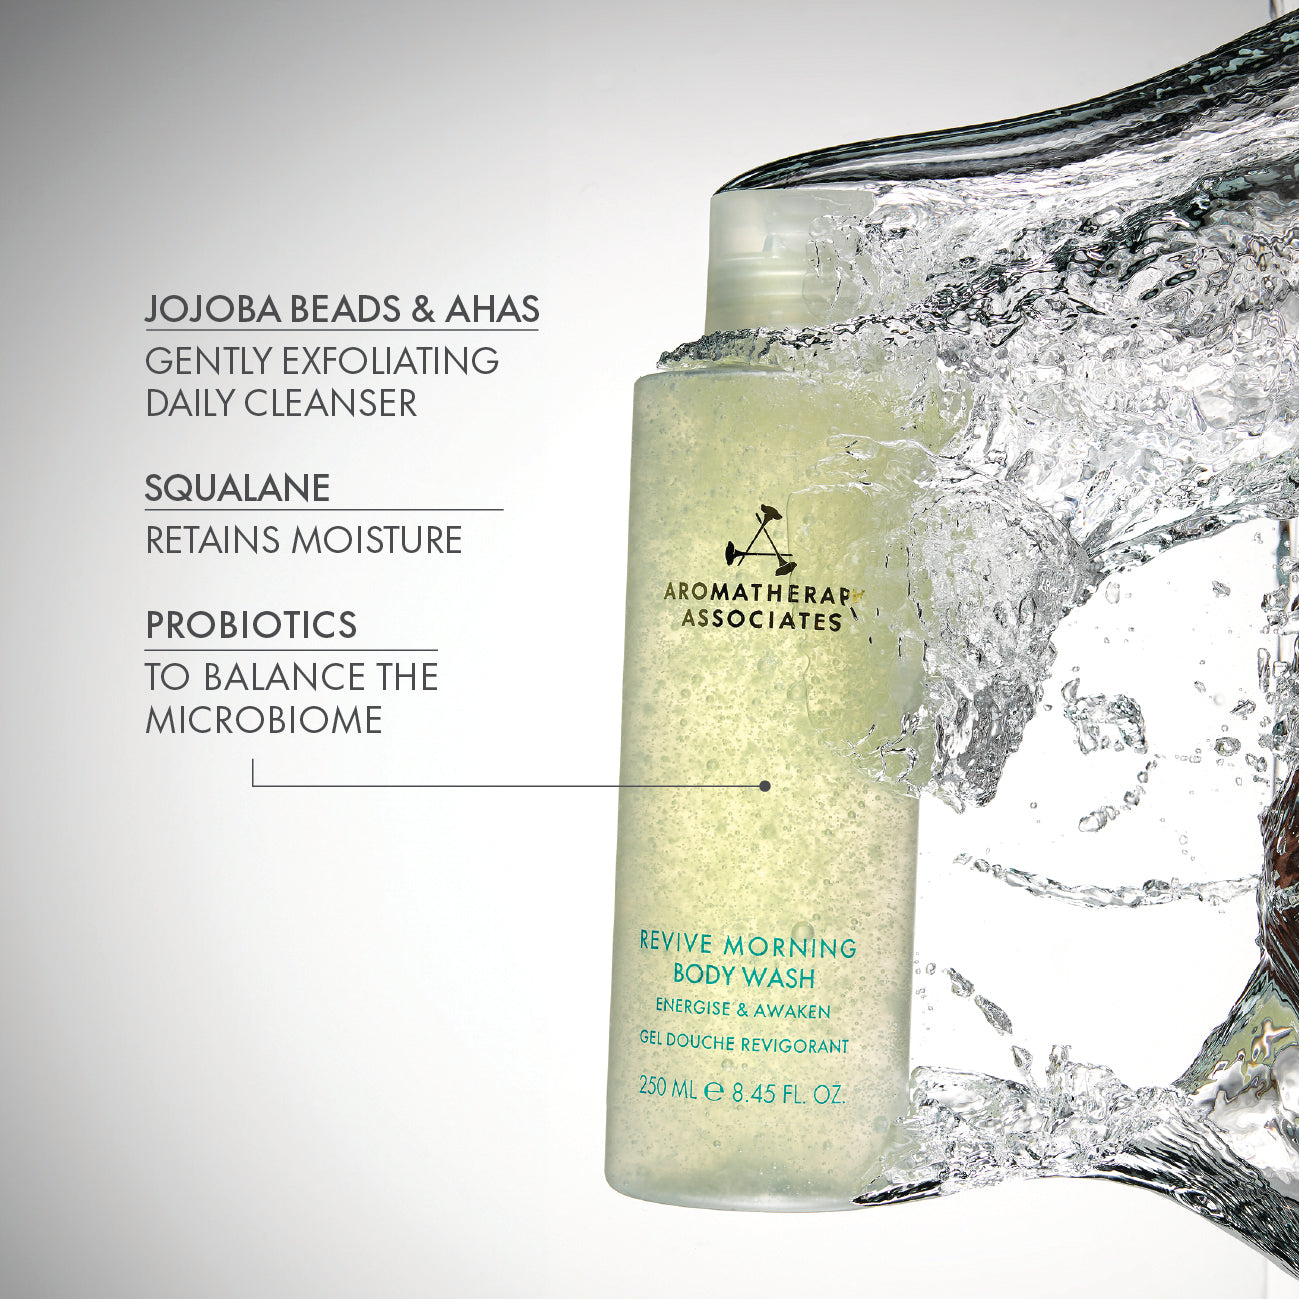 JOJOBA BEADS & AHAS
GENTLY EXFOLIATING
DAILY CLEANSER
SQUALANE
RETAINS MOISTURE
PROBIOTICS
TO BALANCE THE
MICROBIOME
AROMATHERAPY
ASSOCIATES
REVIVE MORNING
BODY WASH
ENERGISE & AWAKEN
GEL DOUCHE REVIGORANT
250 ML ℮ 8.45 FL. OZ.